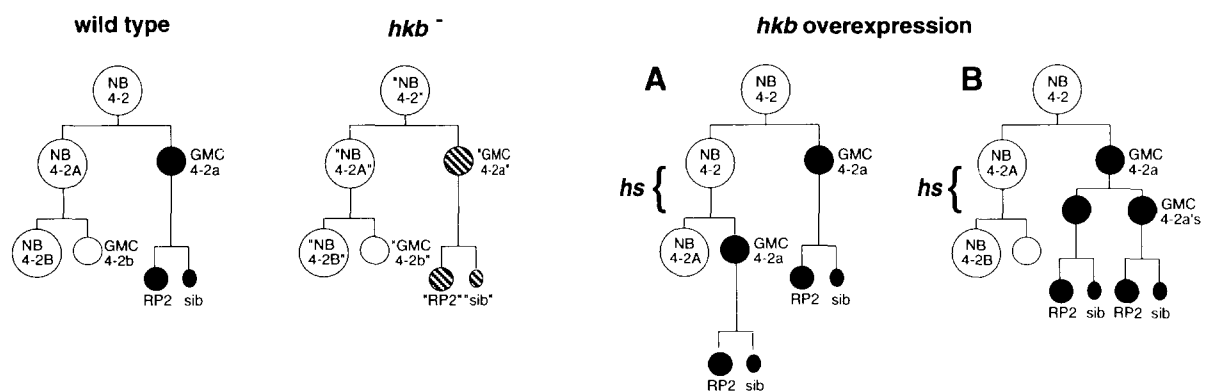 wild type
hkb -
hkb overexpression
A
B
NB
4-2
NB
4-2A
GMC
4-2a
NB
4-2B
GMC
4-2b
RP2
sib
"NB
4-2"
"NB
4-2A"
"GMC
4-2a"
"NB
4-2B"
"GMC
4-2b"
"RP2"
"sib"
NB
4-2
NB
4-2
GMC
4-2a
hs {
NB
4-2A
GMC
4-2a
RP2
sib
RP2
sib
NB
4-2
NB
4-2A
GMC
4-2a
hs {
GMC
4-2a's
NB
4-2B
RP2
sib
RP2
sib